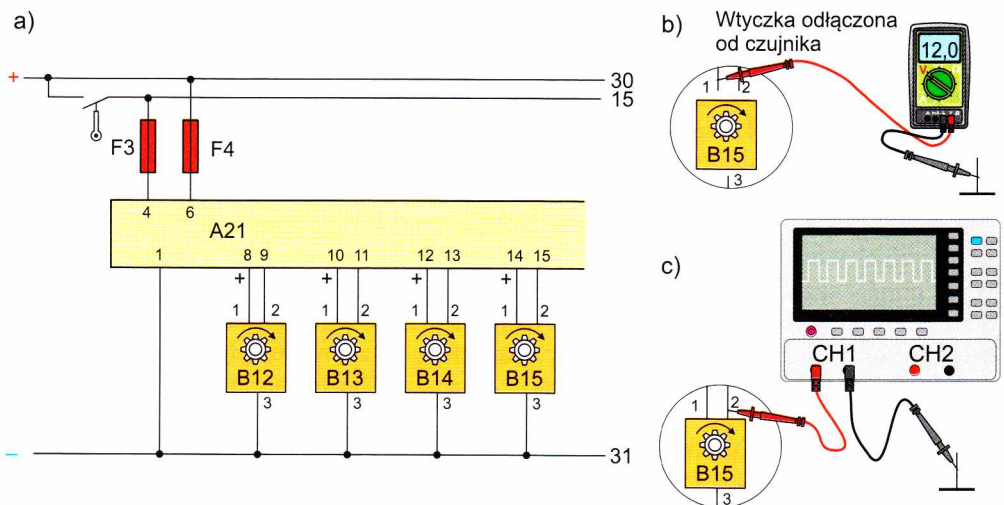 a)
+
30
15
F3
F4
4
6
A21
1
8
9
10
11
12
13
14
15
+
+
+
+
1
2
1
2
1
2
1
2
B12
B13
B14
B15
3
3
3
3
–
31
b)
Wtyczka odłączona
od czujnika
1
2
B15
3
12,0
V
c)
CH1
CH2
1
2
B15
3